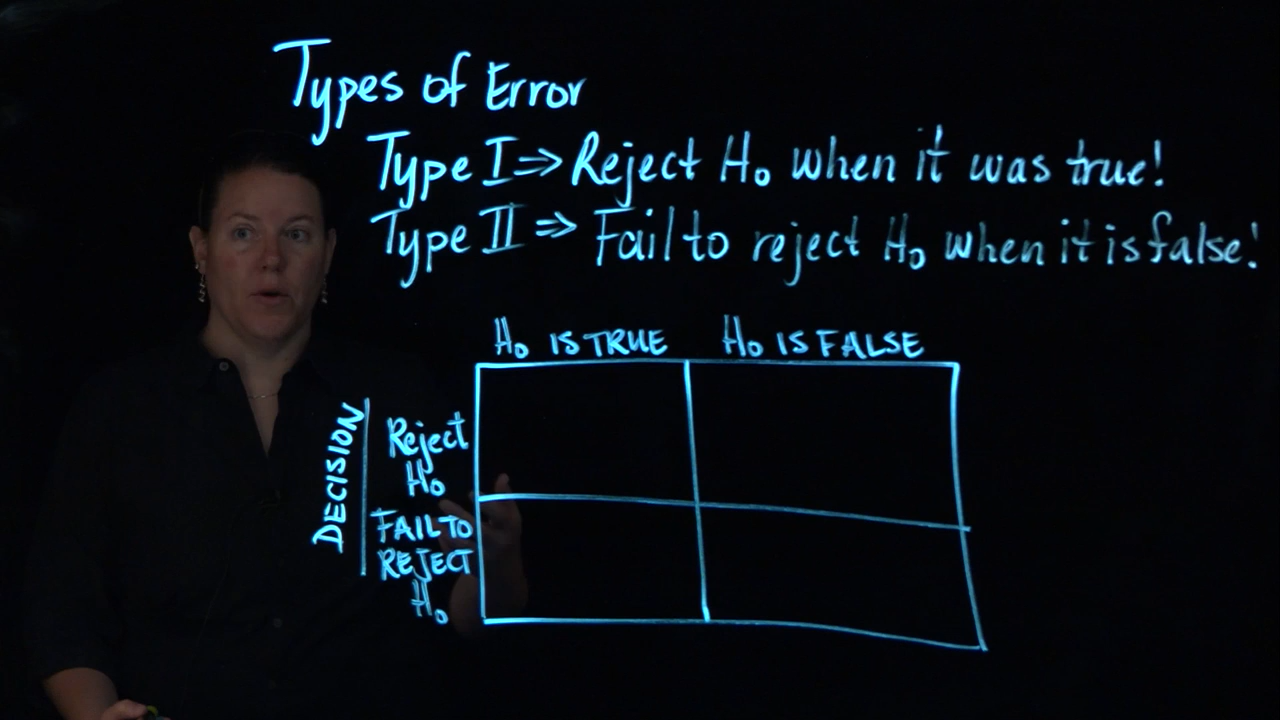 Types of Error
Type I ⇒ Reject H₀ when it was true!
Type II ⇒ Fail to reject H₀ when it is false!
H₀ IS TRUE
H₀ IS FALSE
DECISION
Reject
H₀
FAIL TO
REJECT
H₀